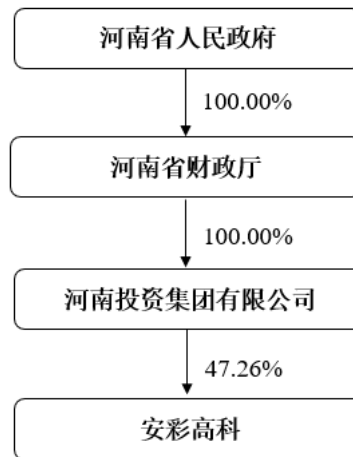 河南省人民政府
100.00%
河南省财政厅
100.00%
河南投资集团有限公司
47.26%
安彩高科